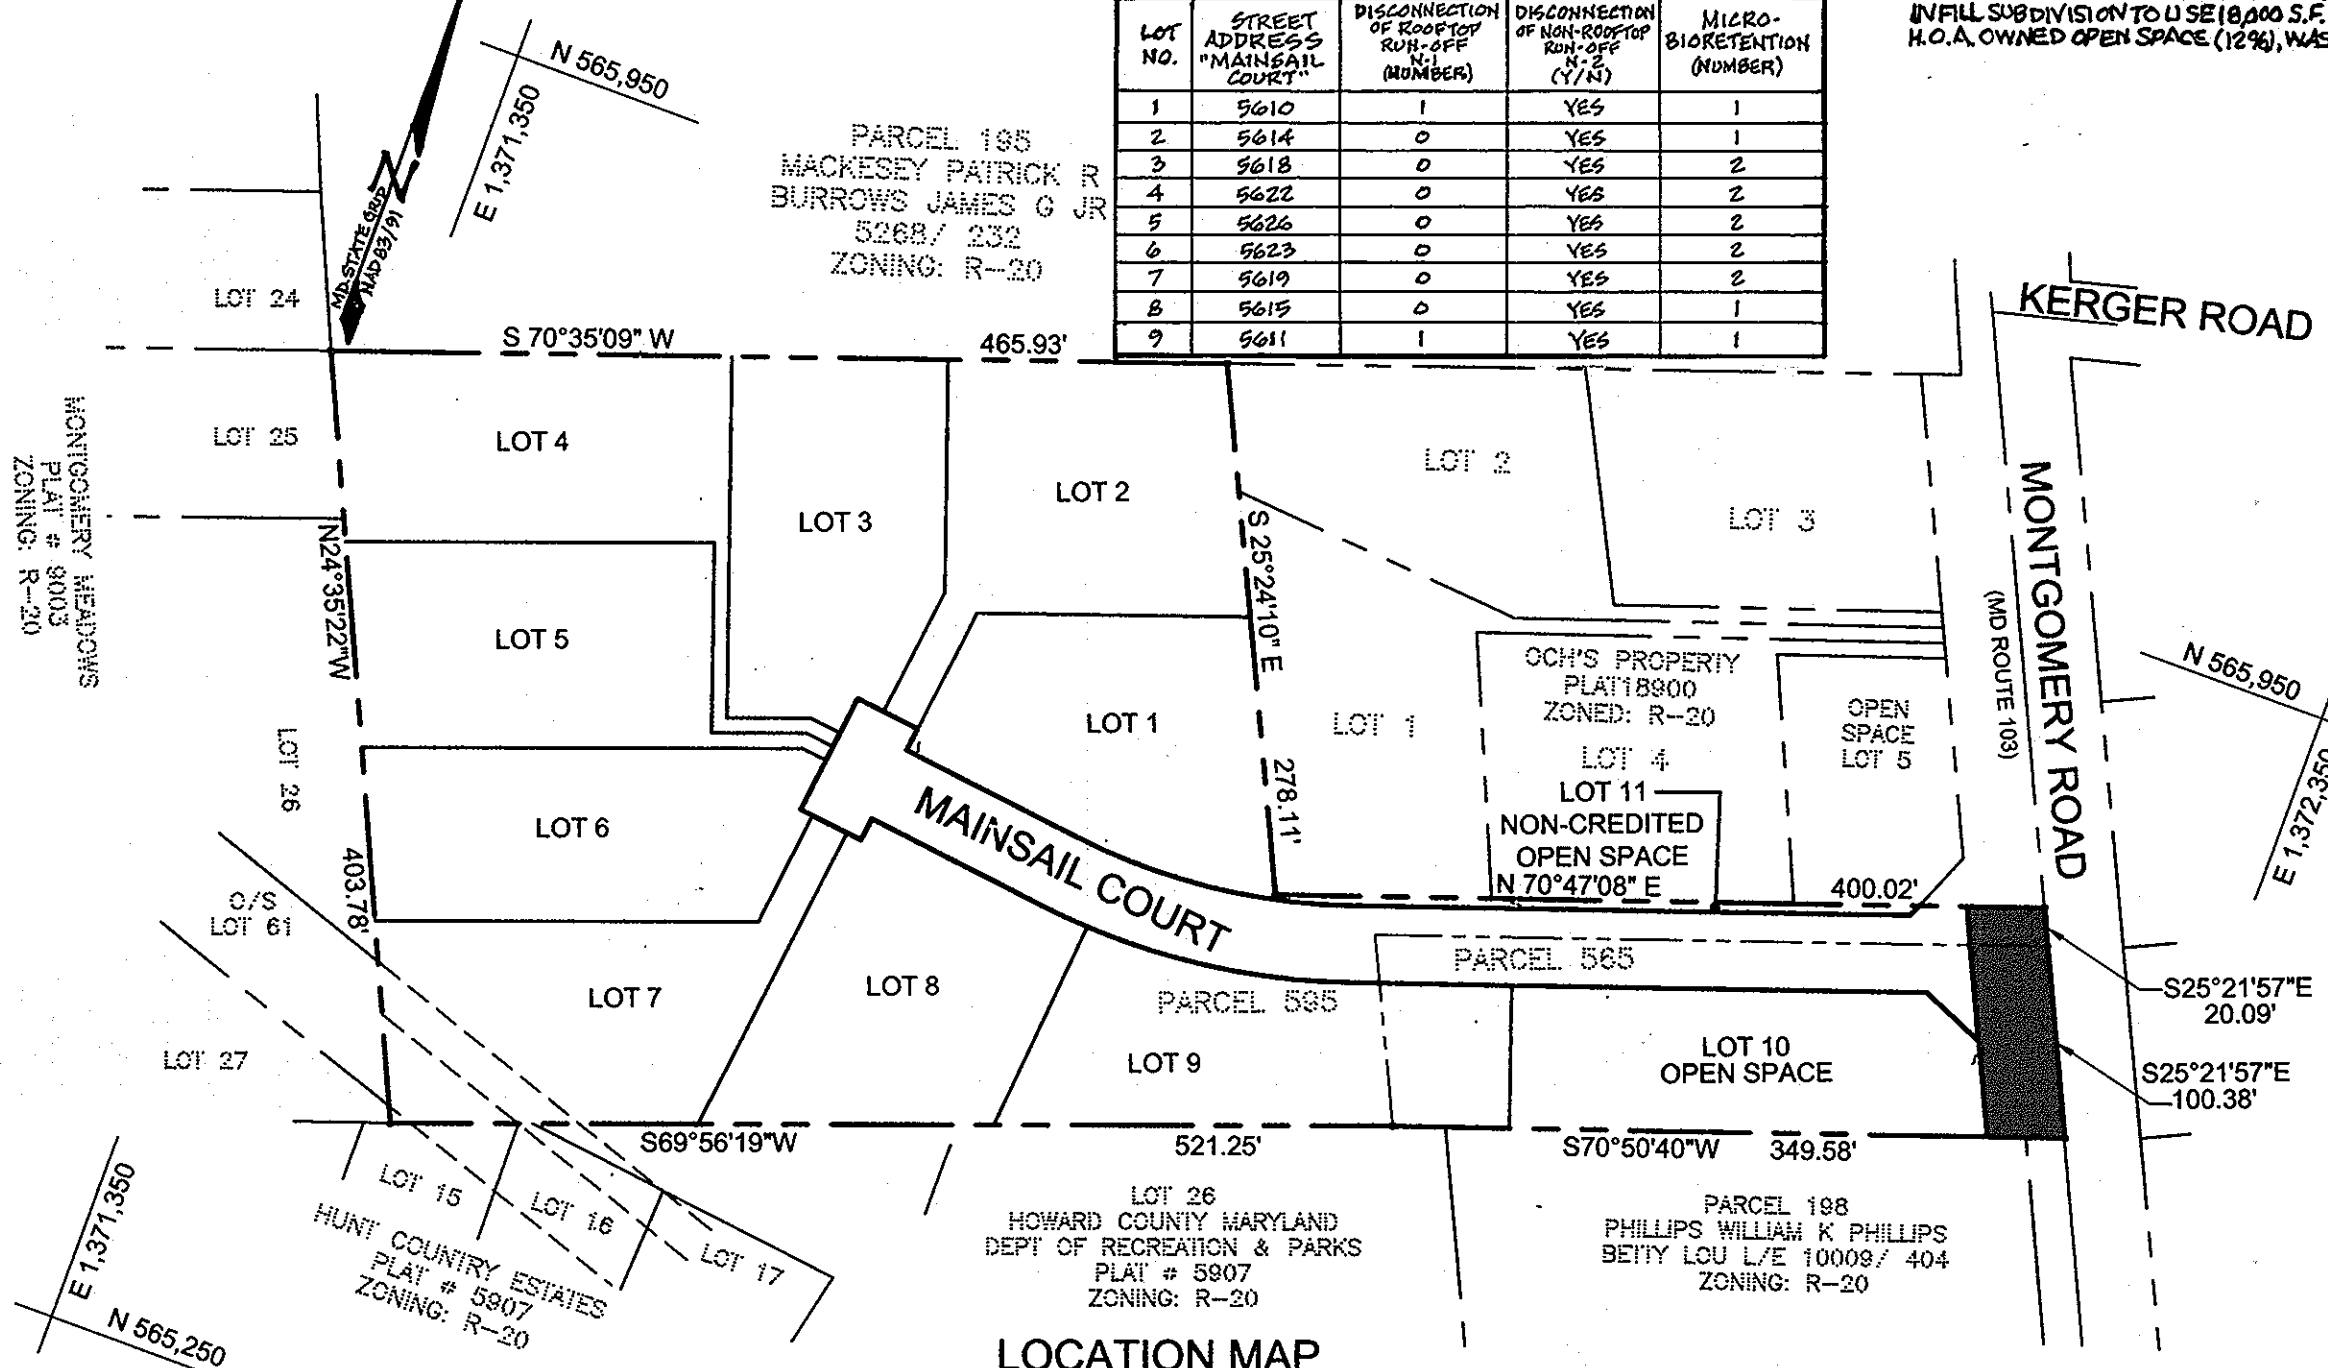 INFILL SUBDIVISION TO USE 18,000 S.F.
H.O.A. OWNED OPEN SPACE (12%), WAS
LOT NO. | STREET ADDRESS "MAINSAIL COURT" | DISCONNECTION OF ROOFTOP RUN-OFF N-1 (NUMBER) | DISCONNECTION OF NON-ROOFTOP RUN-OFF N-2 (Y/N) | MICRO-BIORETENTION (NUMBER)
1 5610 1 YES 1
2 5614 0 YES 1
3 5618 0 YES 2
4 5622 0 YES 2
5 5626 0 YES 2
6 5623 0 YES 2
7 5619 0 YES 2
8 5615 0 YES 1
9 5611 1 YES 1
N 565,950
E 1,371,350
MD. STATE GRID
NAD 83/91
N
PARCEL 195
MACKESEY PATRICK R
BURROWS JAMES G JR
5268/ 232
ZONING: R-20
LOT 24
S 70°35'09" W
465.93'
KERGER ROAD
LOT 25
LOT 4
LOT 3
LOT 2
LOT 2
LOT 3
MONTGOMERY MEADOWS
PLAT # 9003
ZONING: R-20
N24°35'22"W
403.78'
S 25°24'10" E
278.11'
MONTGOMERY ROAD
(MD ROUTE 103)
LOT 5
LOT 1
LOT 1
OCH'S PROPERTY
PLAT18900
ZONED: R-20
LOT 4
OPEN
SPACE
LOT 5
N 565,950
E 1,372,350
LOT 26
LOT 6
MAINSAIL COURT
LOT 11
NON-CREDITED
OPEN SPACE
N 70°47'08" E
400.02'
O/S
LOT 61
LOT 7
LOT 8
PARCEL 565
PARCEL 595
S25°21'57"E
20.09'
LOT 27
LOT 9
LOT 10
OPEN SPACE
S25°21'57"E
100.38'
S69°56'19"W
521.25'
S70°50'40"W
349.58'
LOT 15
LOT 16
LOT 17
HUNT COUNTRY ESTATES
PLAT # 5907
ZONING: R-20
LOT 26
HOWARD COUNTY MARYLAND
DEPT OF RECREATION & PARKS
PLAT # 5907
ZONING: R-20
PARCEL 198
PHILLIPS WILLIAM K PHILLIPS
BETTY LOU L/E 10009/ 404
ZONING: R-20
E 1,371,350
N 565,250
LOCATION MAP